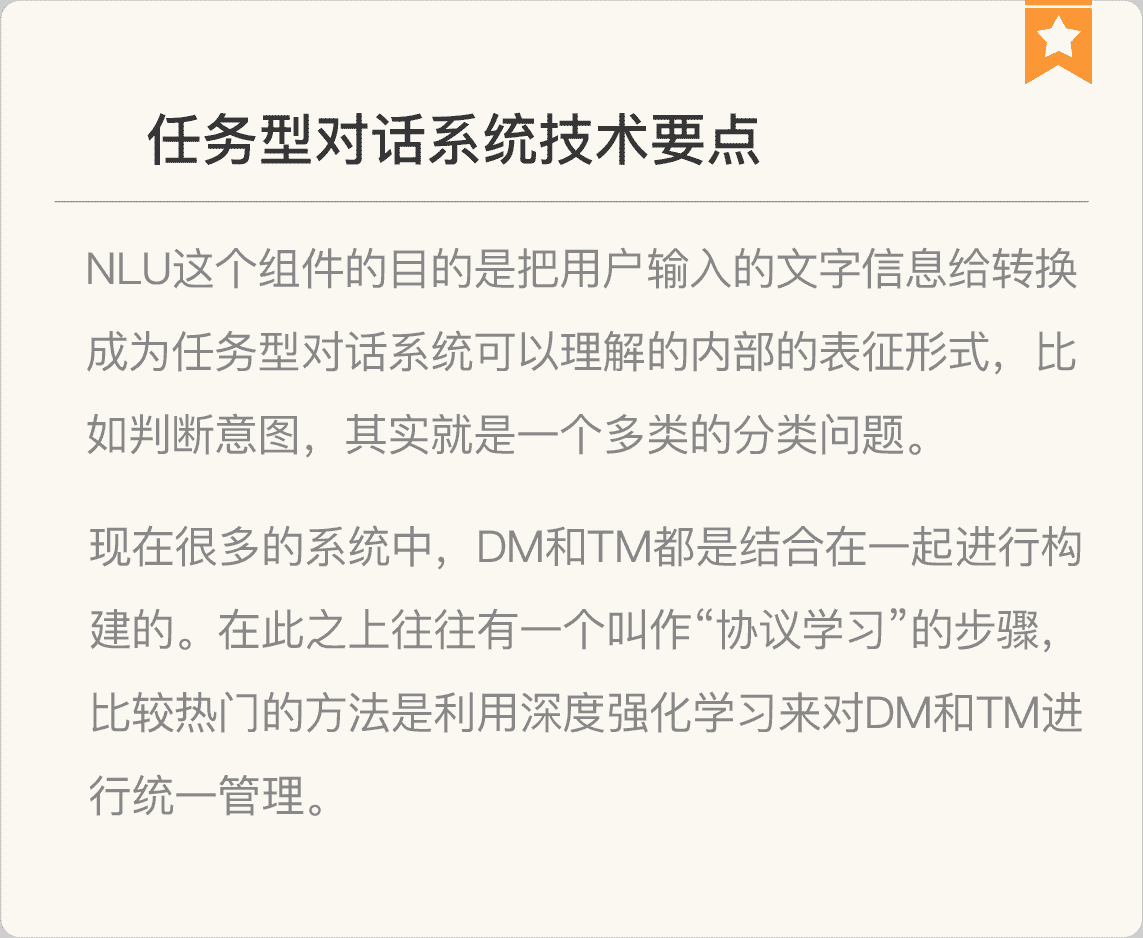 任务型对话系统技术要点
NLU这个组件的目的是把用户输入的文字信息给转换
成为任务型对话系统可以理解的内部的表征形式，比
如判断意图，其实就是一个多类的分类问题。
现在很多的系统中，DM和TM都是结合在一起进行构
建的。在此之上往往有一个叫作“协议学习”的步骤，
比较热门的方法是利用深度强化学习来对DM和TM进
行统一管理。